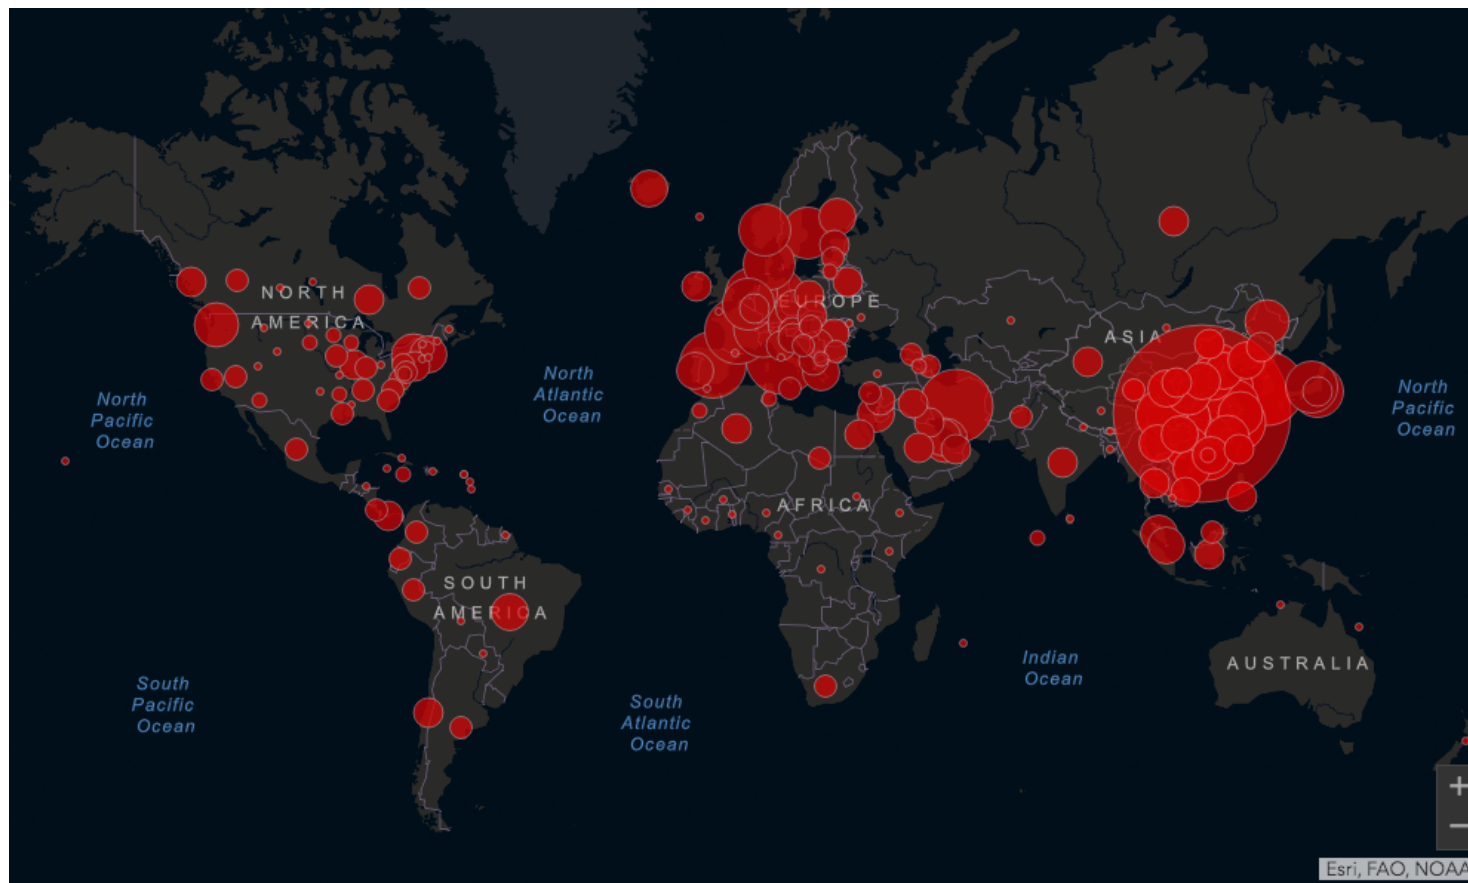 NORTH
AMERICA
EUROPE
ASIA
North
Pacific
Ocean
North
Atlantic
Ocean
North
Pacific
Ocean
AFRICA
SOUTH
AMERICA
AUSTRALIA
Indian
Ocean
South
Pacific
Ocean
South
Atlantic
Ocean
+
−
Esri, FAO, NOAA